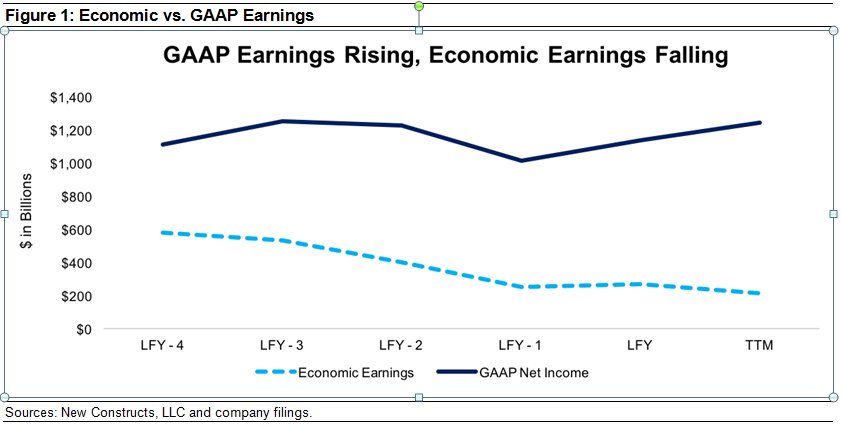 Figure 1: Economic vs. GAAP Earnings
GAAP Earnings Rising, Economic Earnings Falling
$ in Billions
$1,400
$1,200
$1,000
$800
$600
$400
$200
$0
LFY - 4 LFY - 3 LFY - 2 LFY - 1 LFY TTM
Economic Earnings GAAP Net Income
Sources: New Constructs, LLC and company filings.